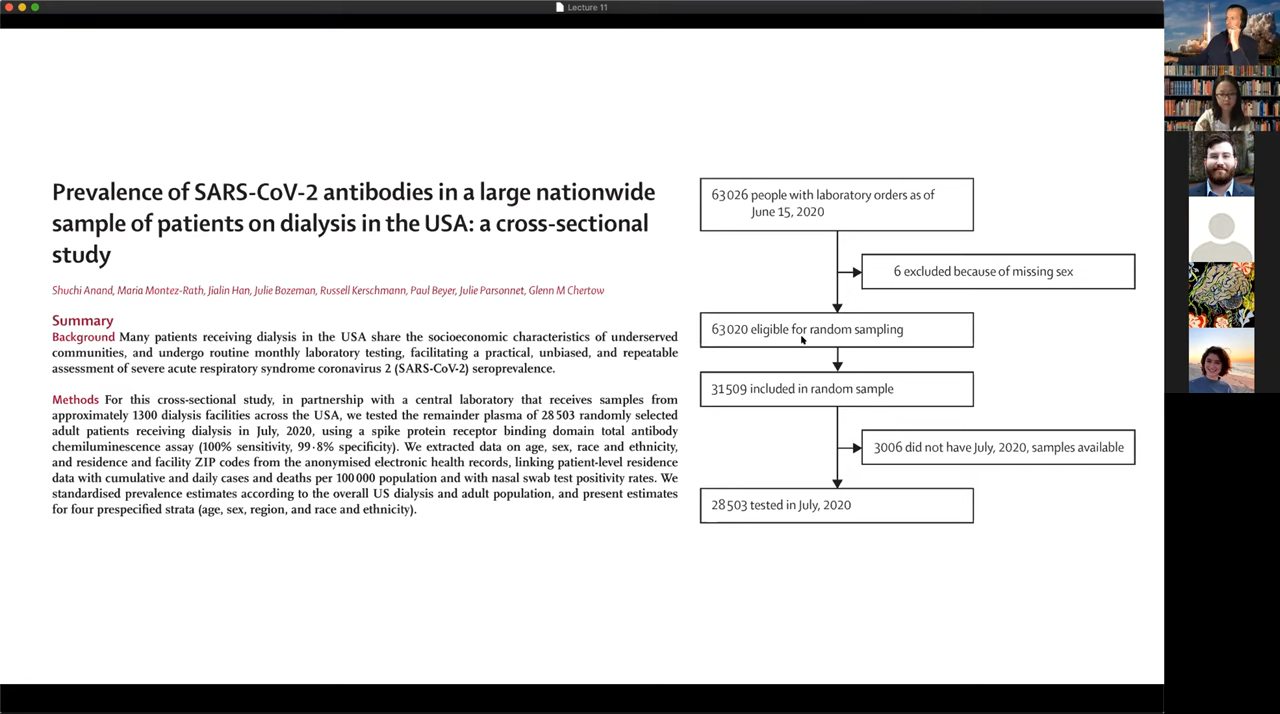 Lecture 11
Prevalence of SARS-CoV-2 antibodies in a large nationwide
sample of patients on dialysis in the USA: a cross-sectional
study
Shuchi Anand, Maria Montez-Rath, Jialin Han, Julie Bozeman, Russell Kerschmann, Paul Beyer, Julie Parsonnet, Glenn M Chertow
Summary
Background Many patients receiving dialysis in the USA share the socioeconomic characteristics of underserved
communities, and undergo routine monthly laboratory testing, facilitating a practical, unbiased, and repeatable
assessment of severe acute respiratory syndrome coronavirus 2 (SARS-CoV-2) seroprevalence.
Methods For this cross-sectional study, in partnership with a central laboratory that receives samples from
approximately 1300 dialysis facilities across the USA, we tested the remainder plasma of 28 503 randomly selected
adult patients receiving dialysis in July, 2020, using a spike protein receptor binding domain total antibody
chemiluminescence assay (100% sensitivity, 99·8% specificity). We extracted data on age, sex, race and ethnicity,
and residence and facility ZIP codes from the anonymised electronic health records, linking patient-level residence
data with cumulative and daily cases and deaths per 100 000 population and with nasal swab test positivity rates. We
standardised prevalence estimates according to the overall US dialysis and adult population, and present estimates
for four prespecified strata (age, sex, region, and race and ethnicity).
63 026 people with laboratory orders as of
June 15, 2020
6 excluded because of missing sex
63 020 eligible for random sampling
31 509 included in random sample
3006 did not have July, 2020, samples available
28 503 tested in July, 2020